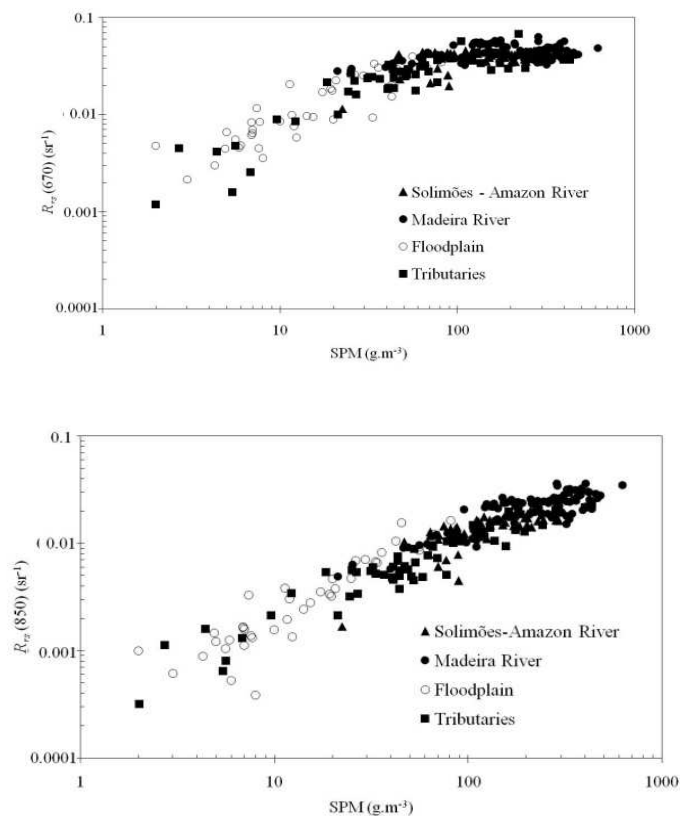 0.1
0.01
0.001
0.0001
Rrs (670) (sr-1)
▲ Solimões - Amazon River
● Madeira River
○ Floodplain
■ Tributaries
1 10 100 1000
SPM (g.m-3)
0.1
0.01
0.001
0.0001
Rrs (850) (sr-1)
▲ Solimões-Amazon River
● Madeira River
○ Floodplain
■ Tributaries
1 10 100 1000
SPM (g.m-3)